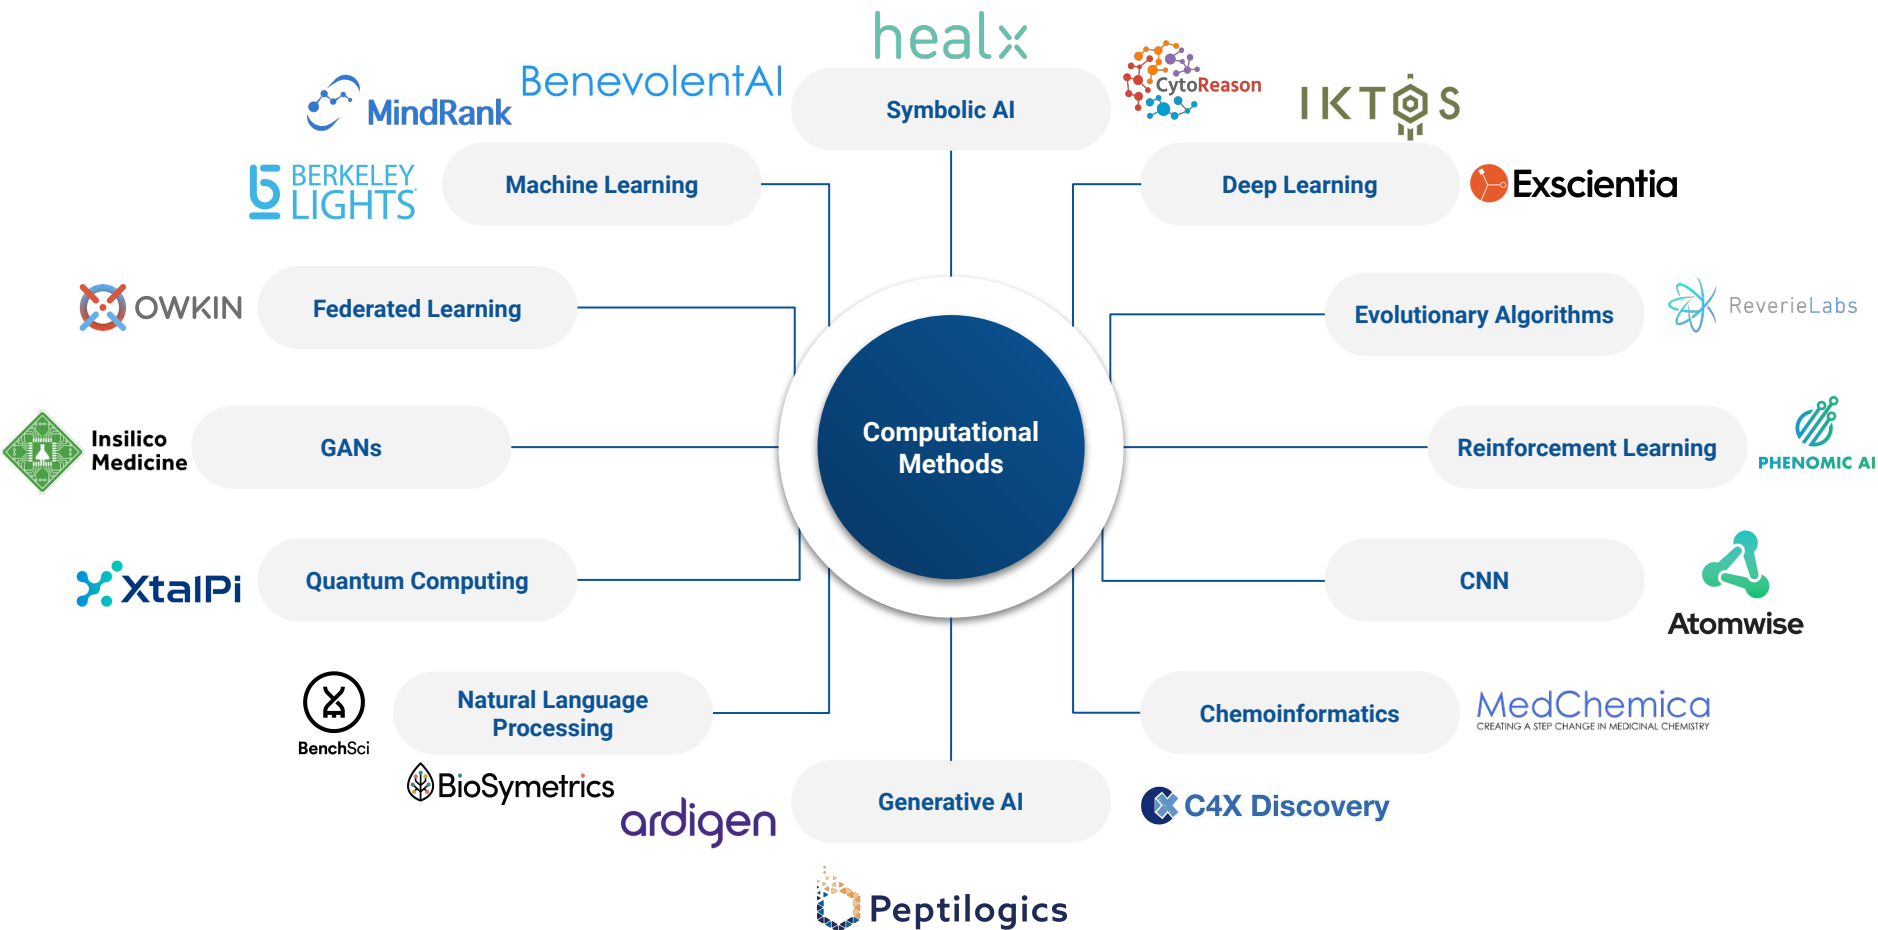 healx
BenevolentAI
CytoReason
IKTOS
MindRank
Symbolic AI
BERKELEY
LIGHTS
Machine Learning
Deep Learning
Exscientia
OWKIN
Federated Learning
Evolutionary Algorithms
ReverieLabs
Insilico
Medicine
GANs
Computational
Methods
Reinforcement Learning
PHENOMIC AI
XtalPi
Quantum Computing
CNN
Atomwise
BenchSci
Natural Language
Processing
Chemoinformatics
MedChemica
CREATING A STEP CHANGE IN MEDICINAL CHEMISTRY
BioSymetrics
ardigen
Generative AI
C4X Discovery
Peptilogics